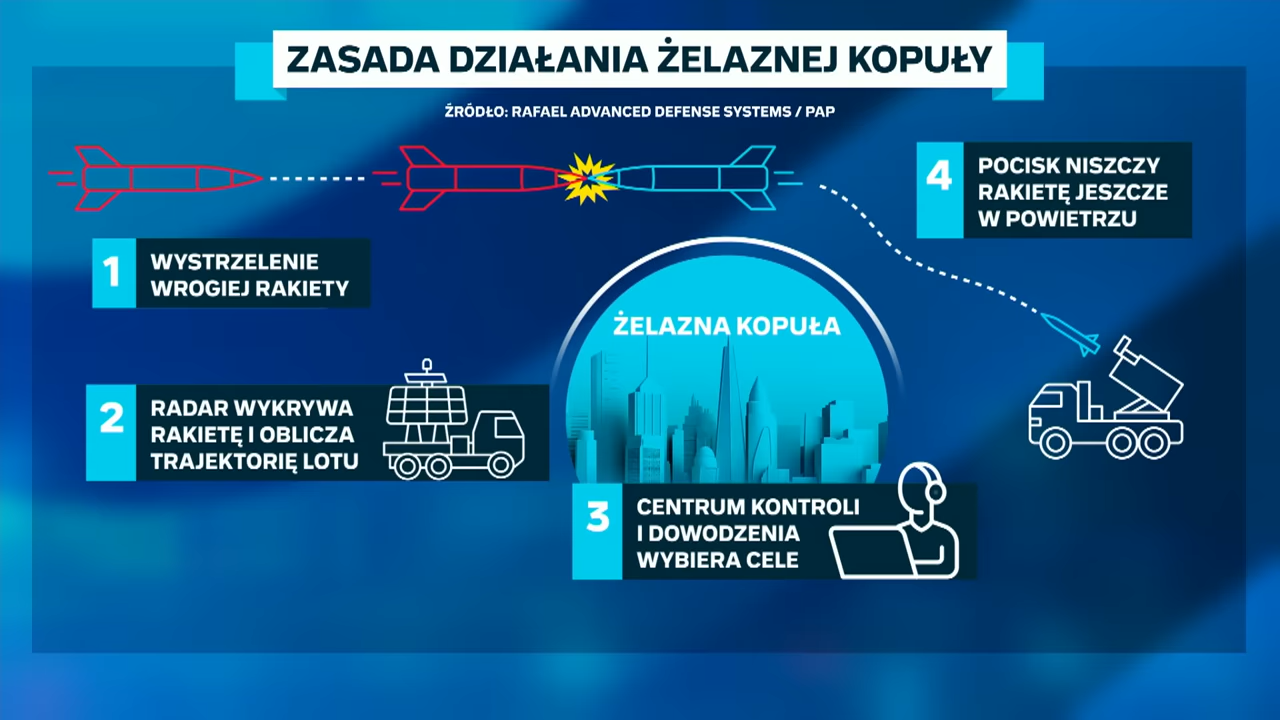 ZASADA DZIAŁANIA ŻELAZNEJ KOPUŁY
ŹRÓDŁO: RAFAEL ADVANCED DEFENSE SYSTEMS / PAP
1
WYSTRZELENIE
WROGIEJ RAKIETY
2
RADAR WYKRYWA
RAKIETĘ I OBLICZA
TRAJEKTORIĘ LOTU
ŻELAZNA KOPUŁA
3
CENTRUM KONTROLI
I DOWODZENIA
WYBIERA CELE
4
POCISK NISZCZY
RAKIETĘ JESZCZE
W POWIETRZU